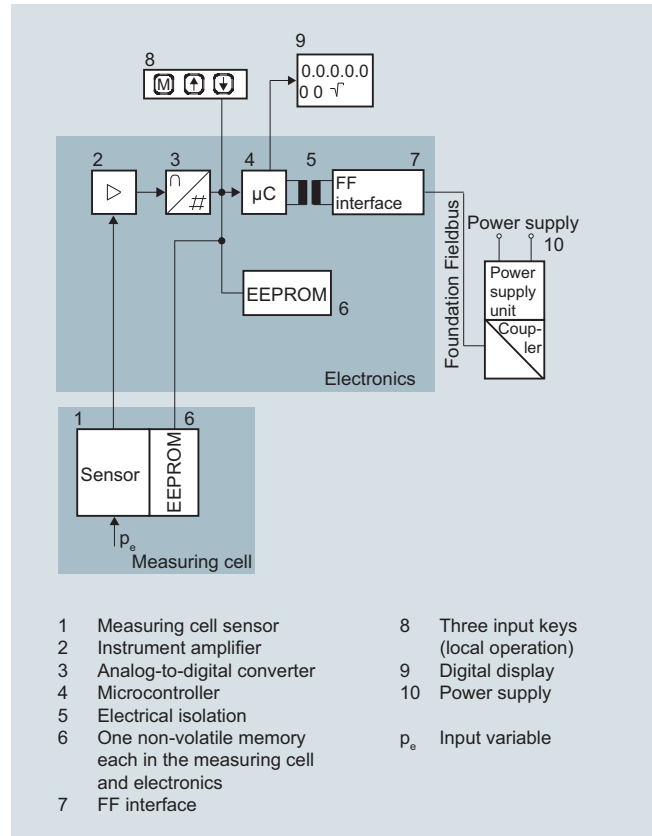 8
M
9
0.0.0.0.0
0 0 √
2
3
∩
#
4
µC
5
7
FF
interface
EEPROM
6
Electronics
Foundation Fieldbus
Power supply
10
Power
supply
unit
Coup-
ler
1
6
Sensor
EEPROM
pe
Measuring cell
1 Measuring cell sensor
2 Instrument amplifier
3 Analog-to-digital converter
4 Microcontroller
5 Electrical isolation
6 One non-volatile memory
each in the measuring cell
and electronics
7 FF interface
8 Three input keys
(local operation)
9 Digital display
10 Power supply
pe Input variable